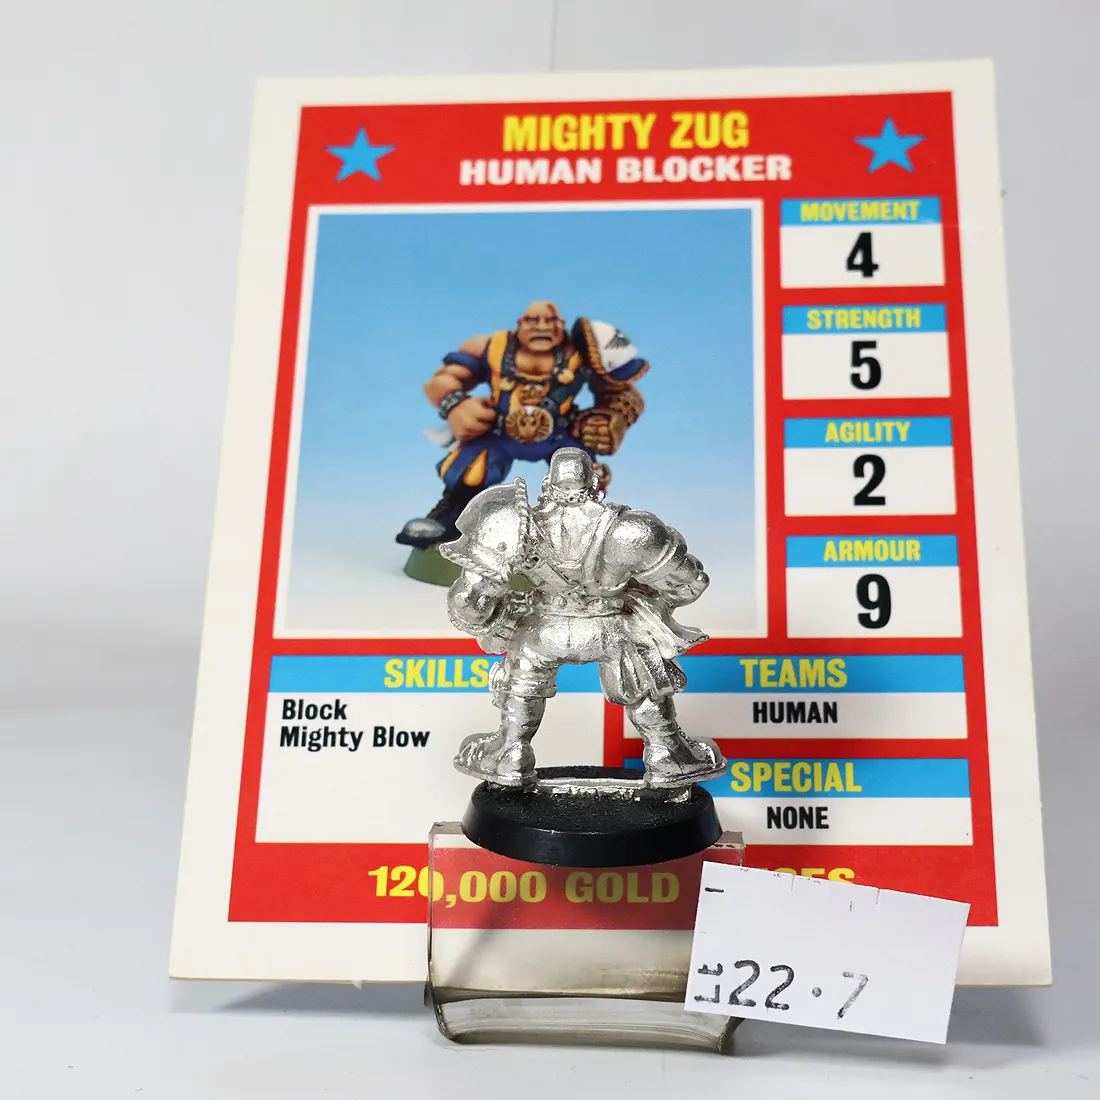 MIGHTY ZUG
HUMAN BLOCKER
MOVEMENT
4
STRENGTH
5
AGILITY
2
ARMOUR
9
SKILLS
Block
Mighty Blow
TEAMS
HUMAN
SPECIAL
NONE
120,000 GOLD
22.7